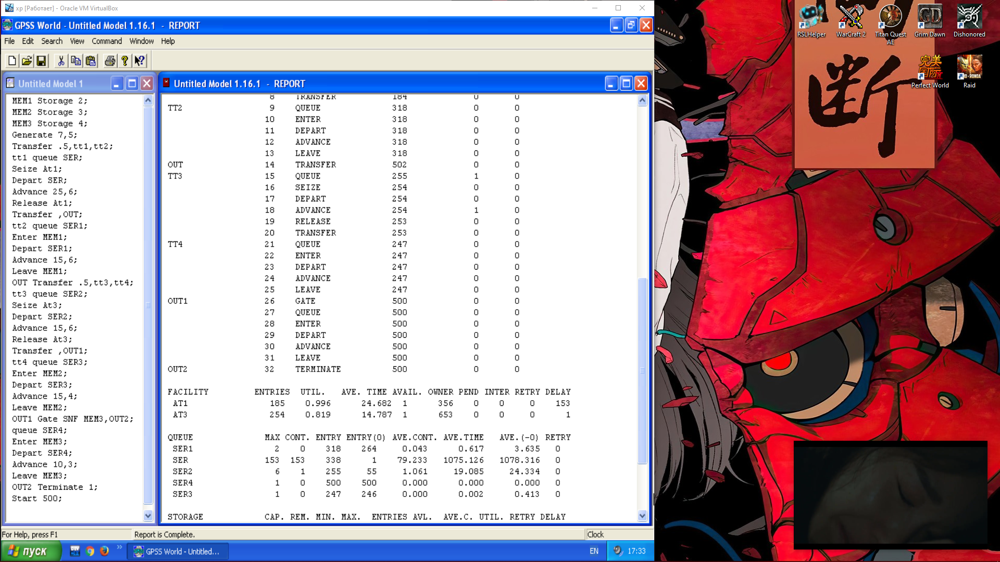 xp [Работает] - Oracle VM VirtualBox
GPSS World - Untitled Model 1.16.1 - REPORT
File Edit Search View Command Window Help
Untitled Model 1
MEM1 Storage 2;
MEM2 Storage 3;
MEM3 Storage 4;
Generate 7,5;
Transfer .5,tt1,tt2;
tt1 queue SER;
Seize At1;
Depart SER;
Advance 25,6;
Release At1;
Transfer ,OUT;
tt2 queue SER1;
Enter MEM1;
Depart SER1;
Advance 15,6;
Leave MEM1;
OUT Transfer .5,tt3,tt4;
tt3 queue SER2;
Seize At3;
Depart SER2;
Advance 15,6;
Release At3;
Transfer ,OUT1;
tt4 queue SER3;
Enter MEM2;
Depart SER3;
Advance 15,4;
Leave MEM2;
OUT1 Gate SNF MEM3,OUT2;
queue SER4;
Enter MEM3;
Depart SER4;
Advance 10,3;
Leave MEM3;
OUT2 Terminate 1;
Start 500;
Untitled Model 1.16.1 - REPORT
8 TRANSFER 184 0 0
TT2 9 QUEUE 318 0 0
10 ENTER 318 0 0
11 DEPART 318 0 0
12 ADVANCE 318 0 0
13 LEAVE 318 0 0
OUT 14 TRANSFER 502 0 0
TT3 15 QUEUE 255 1 0
16 SEIZE 254 0 0
17 DEPART 254 0 0
18 ADVANCE 254 1 0
19 RELEASE 253 0 0
20 TRANSFER 253 0 0
TT4 21 QUEUE 247 0 0
22 ENTER 247 0 0
23 DEPART 247 0 0
24 ADVANCE 247 0 0
25 LEAVE 247 0 0
OUT1 26 GATE 500 0 0
27 QUEUE 500 0 0
28 ENTER 500 0 0
29 DEPART 500 0 0
30 ADVANCE 500 0 0
31 LEAVE 500 0 0
OUT2 32 TERMINATE 500 0 0
FACILITY ENTRIES UTIL. AVE. TIME AVAIL. OWNER PEND INTER RETRY DELAY
AT1 185 0.996 24.682 1 356 0 0 0 153
AT3 254 0.819 14.787 1 653 0 0 0 1
QUEUE MAX CONT. ENTRY ENTRY(0) AVE.CONT. AVE.TIME AVE.(-0) RETRY
SER1 2 0 318 264 0.043 0.617 3.635 0
SER 153 153 338 1 79.233 1075.126 1078.316 0
SER2 6 1 255 55 1.061 19.085 24.334 0
SER4 1 0 500 500 0.000 0.000 0.000 0
SER3 1 0 247 246 0.000 0.002 0.413 0
STORAGE CAP. REM. MIN. MAX. ENTRIES AVL. AVE.C. UTIL. RETRY DELAY
For Help, press F1
Report is Complete.
Clock
пуск
GPSS World - Untitled...
EN
17:33
RSLHelper
WarCraft 2
Titan Quest
AE
GD
Grim Dawn
Dishonored
完美
国际
Perfect World
Raid
断